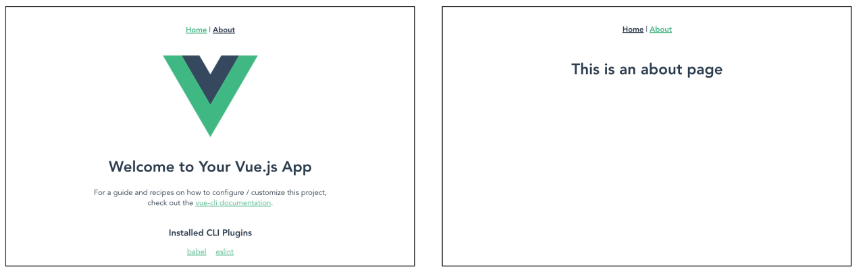 Home | About
Welcome to Your Vue.js App
For a guide and recipes on how to configure / customize this project,
check out the vue-cli documentation.
Installed CLI Plugins
babel eslint
Home | About
This is an about page